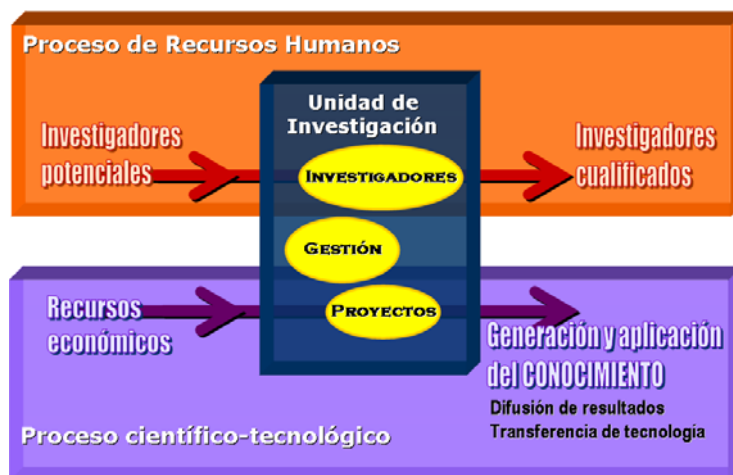 Proceso de Recursos Humanos
Unidad de
Investigación
Investigadores
potenciales
INVESTIGADORES
Investigadores
cualificados
GESTIÓN
Recursos
económicos
PROYECTOS
Generación y aplicación
del CONOCIMIENTO
Difusión de resultados
Transferencia de tecnología
Proceso científico-tecnológico